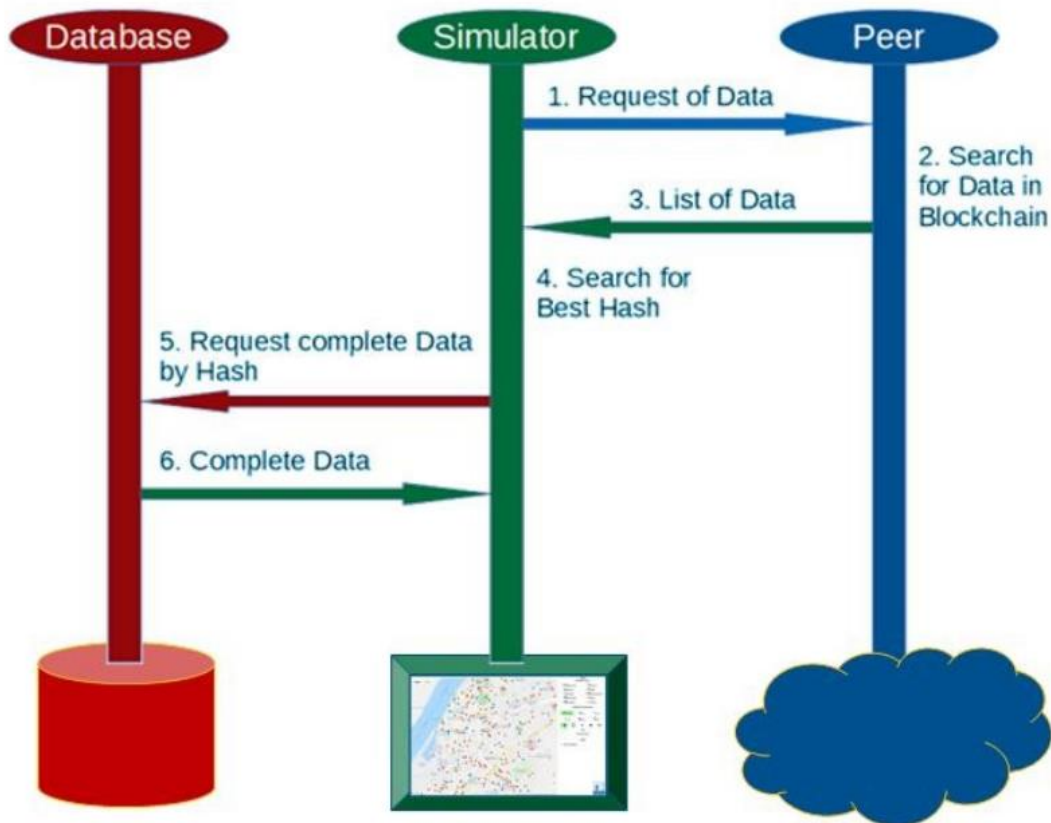 Database
Simulator
Peer
1. Request of Data
2. Search
for Data in
Blockchain
3. List of Data
4. Search for
Best Hash
5. Request complete Data
by Hash
6. Complete Data